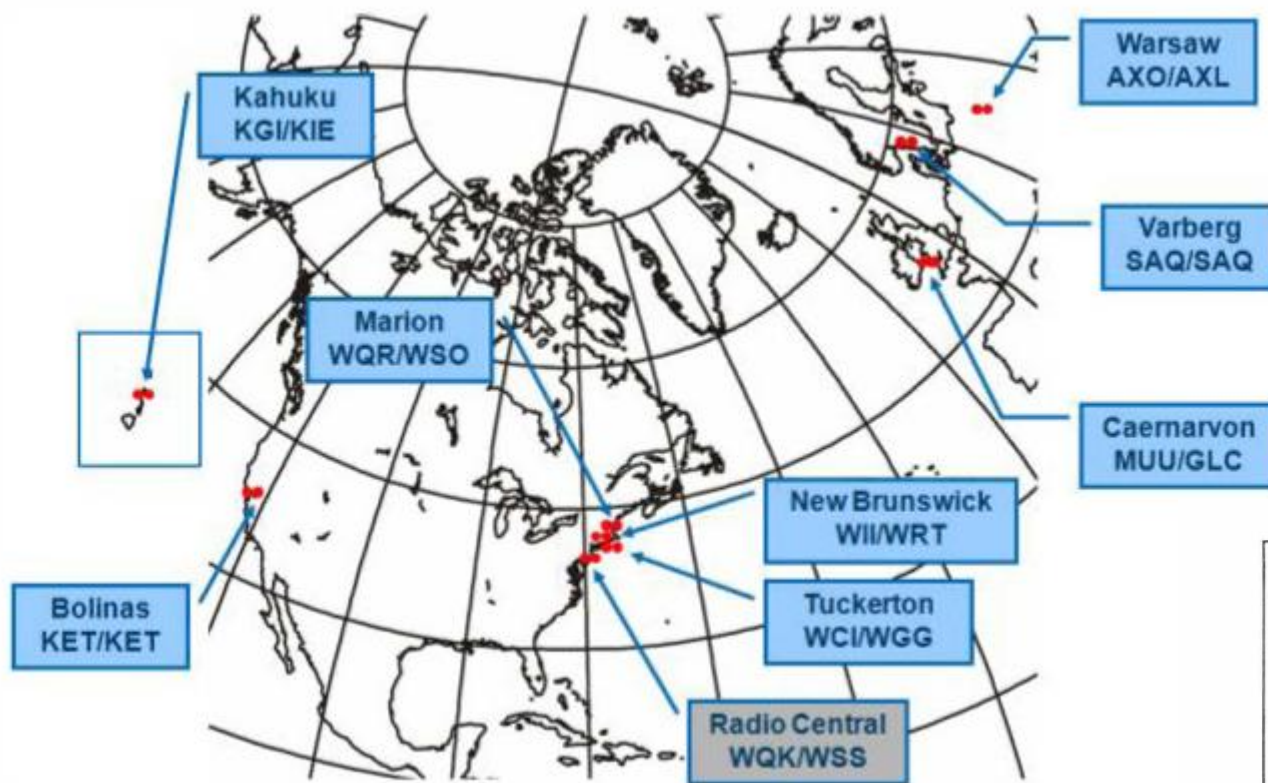 Warsaw
AXO/AXL
Kahuku
KGI/KIE
Varberg
SAQ/SAQ
Marion
WQR/WSO
Caernarvon
MUU/GLC
New Brunswick
WII/WRT
Bolinas
KET/KET
Tuckerton
WCI/WGG
Radio Central
WQK/WSS